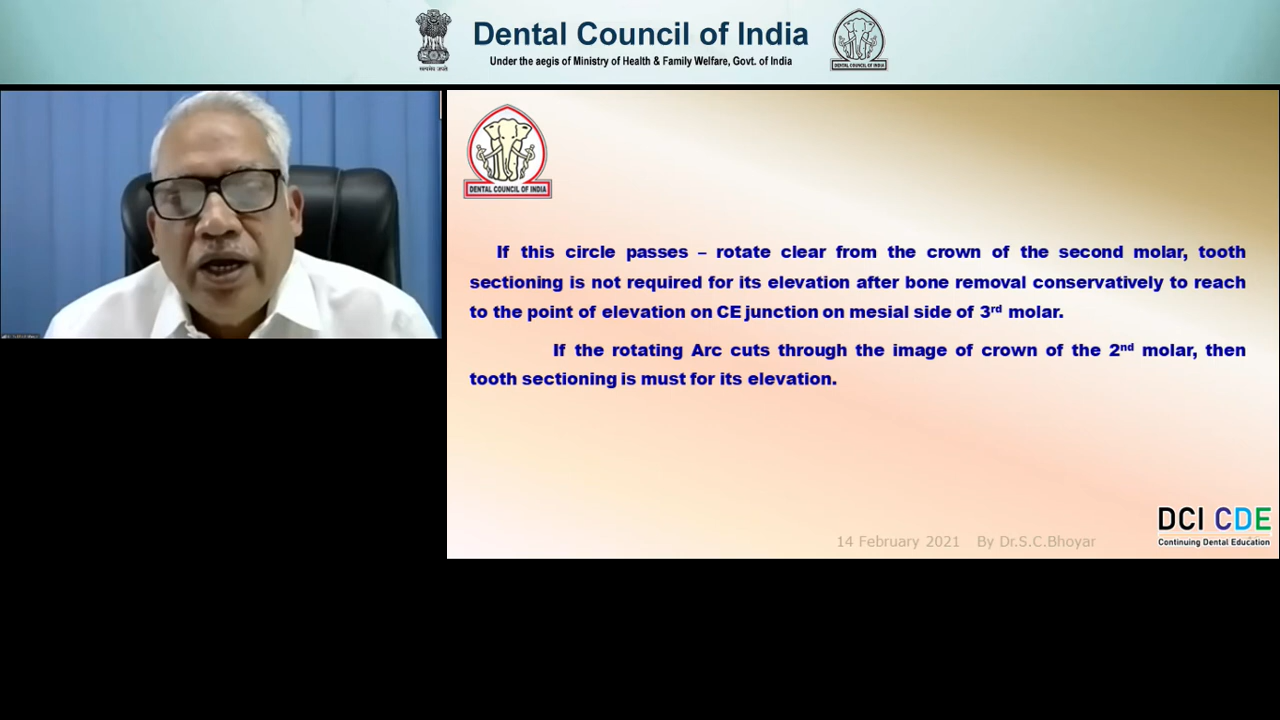 Dental Council of India
Under the aegis of Ministry of Health & Family Welfare, Govt. of India
DENTAL COUNCIL OF INDIA
If this circle passes – rotate clear from the crown of the second molar, tooth
sectioning is not required for its elevation after bone removal conservatively to reach
to the point of elevation on CE junction on mesial side of 3rd molar.
If the rotating Arc cuts through the image of crown of the 2nd molar, then
tooth sectioning is must for its elevation.
14 February 2021 By Dr.S.C.Bhoyar
DCI CDE
Continuing Dental Education